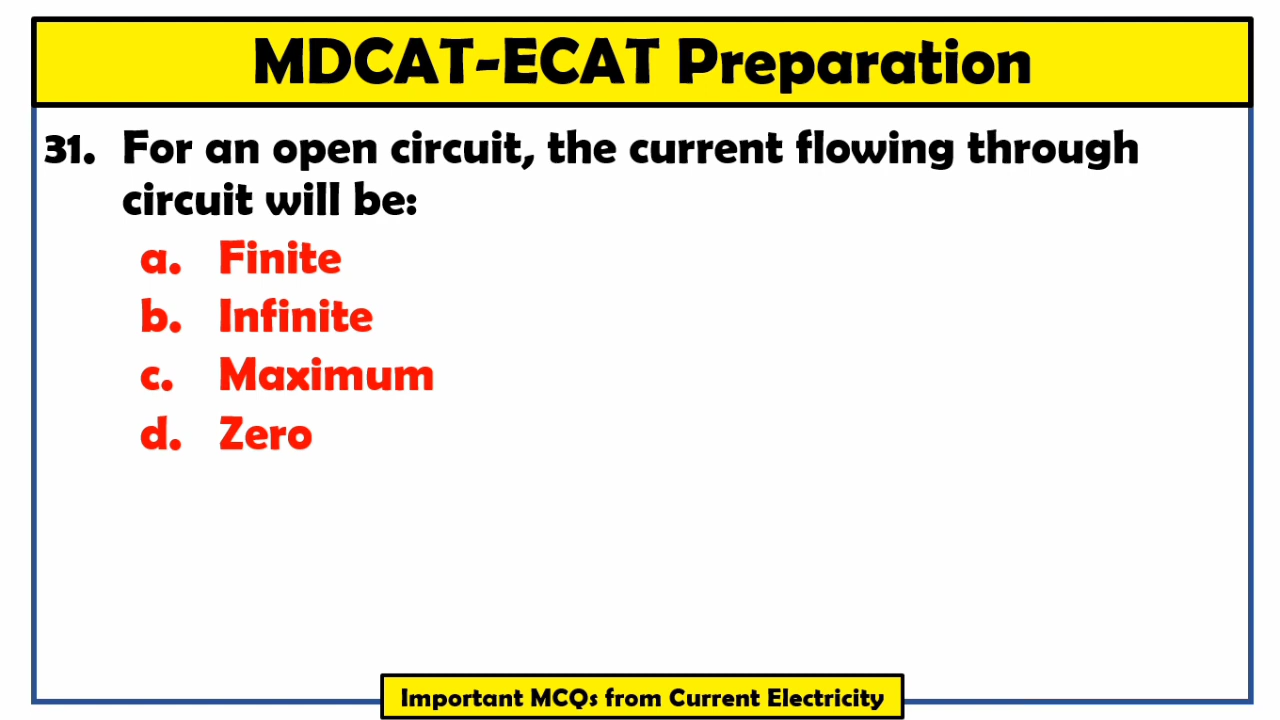 MDCAT-ECAT Preparation
31. For an open circuit, the current flowing through
circuit will be:
a. Finite
b. Infinite
c. Maximum
d. Zero
Important MCQs from Current Electricity